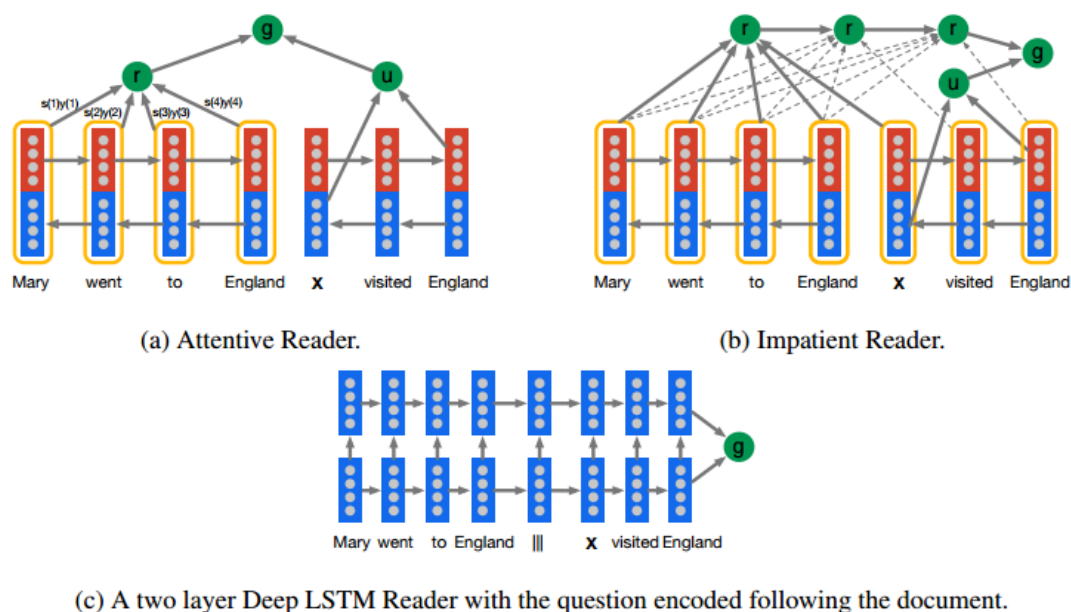 g
r
u
s(1)y(1)
s(2)y(2)
s(3)y(3)
s(4)y(4)
Mary went to England X visited England
(a) Attentive Reader.
r r r
g
u
Mary went to England X visited England
(b) Impatient Reader.
g
Mary went to England ||| X visited England
(c) A two layer Deep LSTM Reader with the question encoded following the document.